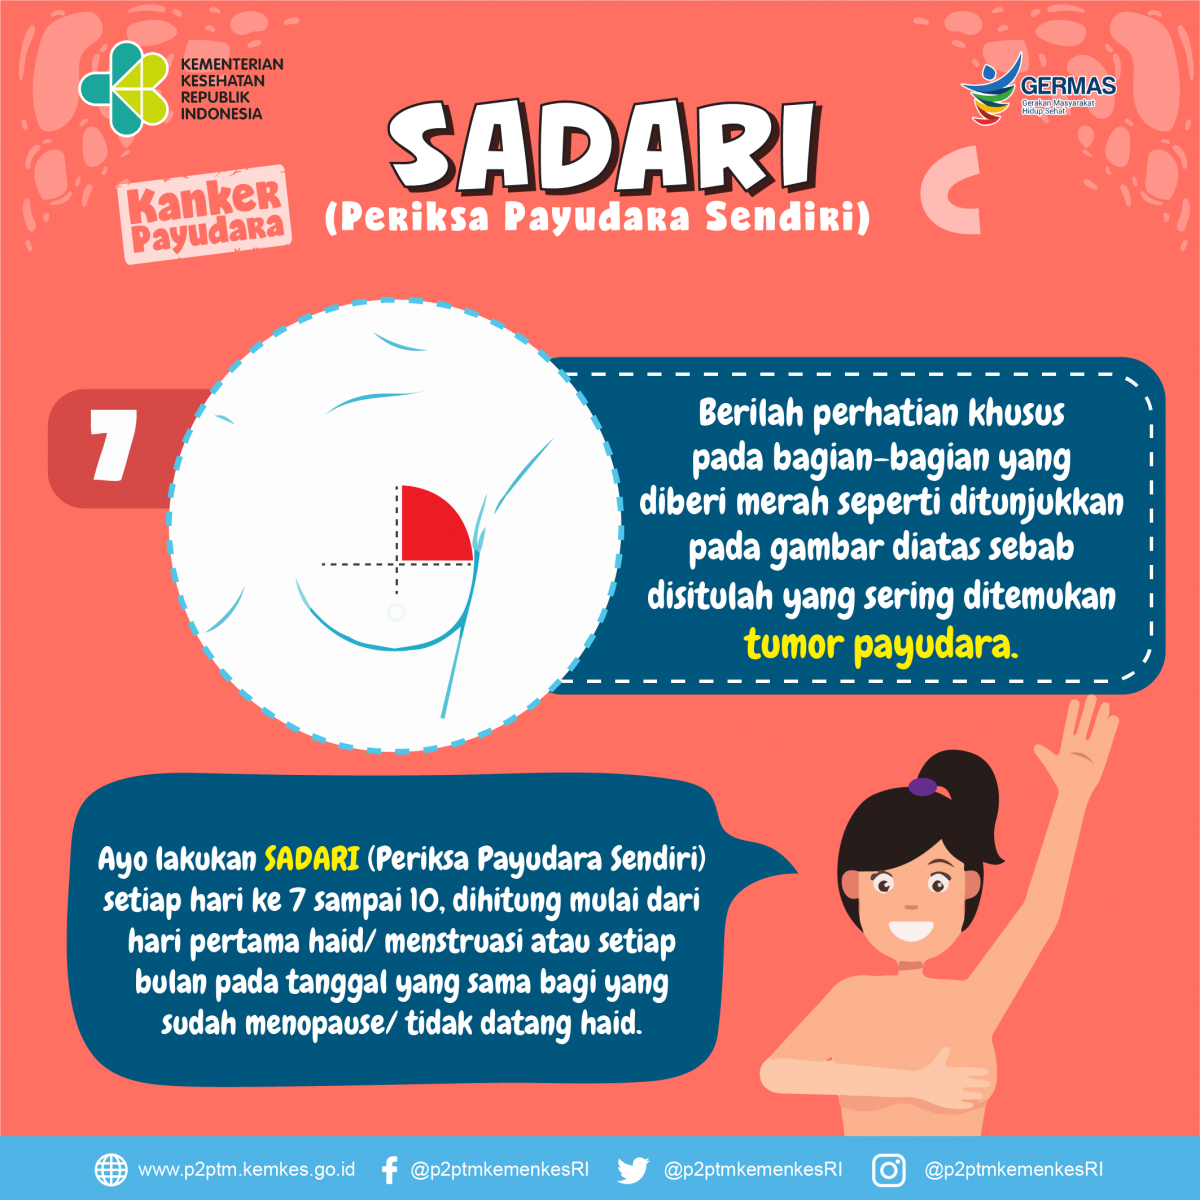 KEMENTERIAN
KESEHATAN
REPUBLIK
INDONESIA
GERMAS
Gerakan Masyarakat
Hidup Sehat
SADARI
(Periksa Payudara Sendiri)
Kanker
Payudara
7
Berilah perhatian khusus
pada bagian-bagian yang
diberi merah seperti ditunjukkan
pada gambar diatas sebab
disitulah yang sering ditemukan
tumor payudara.
Ayo lakukan SADARI (Periksa Payudara Sendiri)
setiap hari ke 7 sampai 10, dihitung mulai dari
hari pertama haid/ menstruasi atau setiap
bulan pada tanggal yang sama bagi yang
sudah menopause/ tidak datang haid.
www.p2ptm.kemkes.go.id
@p2ptmkemenkesRI
@p2ptmkemenkesRI
@p2ptmkemenkesRI